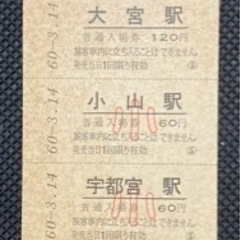 大宮駅
普通入場券 120円
旅客車内に立ち入ることはできません。
発売当日1回限り有効 Ⓢ
60-3.14
小山駅
普通入場券 60円
旅客車内に立ち入ることはできません。
発売当日1回限り有効 Ⓢ
小
60-3.14
宇都宮駅
普通入場券 60円
旅客車内に立ち入ることはできません。
発売当日1回限り有効 Ⓢ
小
60-3.14